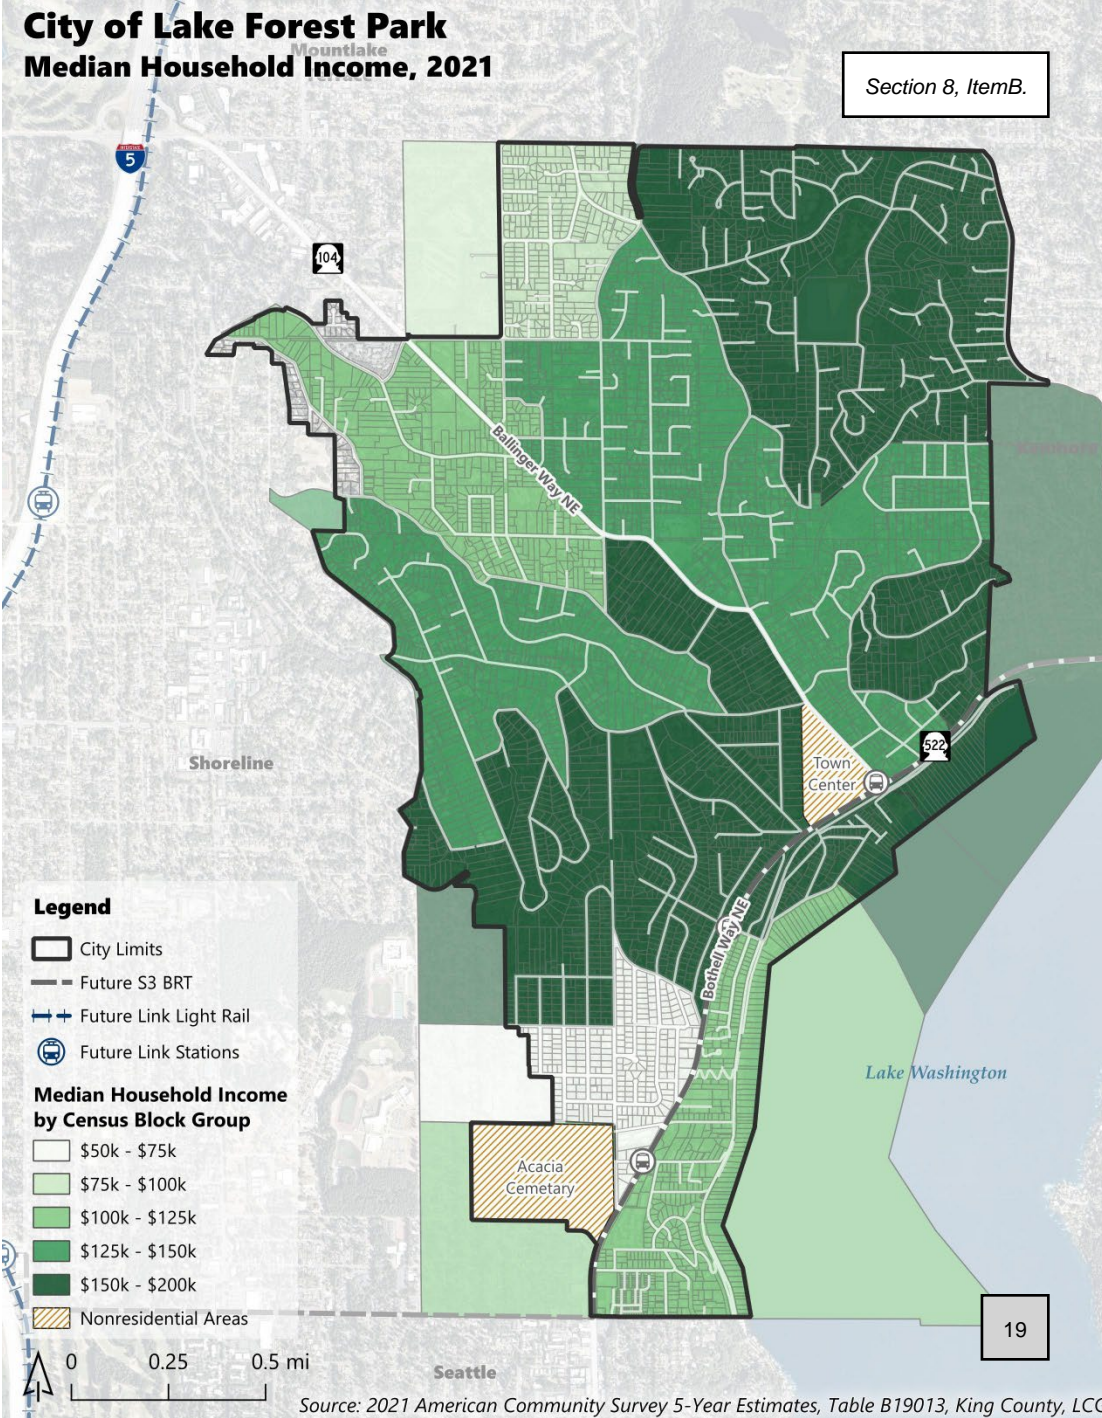 City of Lake Forest Park
Median Household Income, 2021
Mountlake
Terrace
Section 8, ItemB.
5
104
Ballinger Way NE
Kenmore
Shoreline
Town
Center
522
Bothell Way NE
Lake Washington
Acacia
Cemetary
Legend
City Limits
Future S3 BRT
Future Link Light Rail
Future Link Stations
Median Household Income
by Census Block Group
$50k - $75k
$75k - $100k
$100k - $125k
$125k - $150k
$150k - $200k
Nonresidential Areas
0 0.25 0.5 mi
Seattle
19
Source: 2021 American Community Survey 5-Year Estimates, Table B19013, King County, LCG